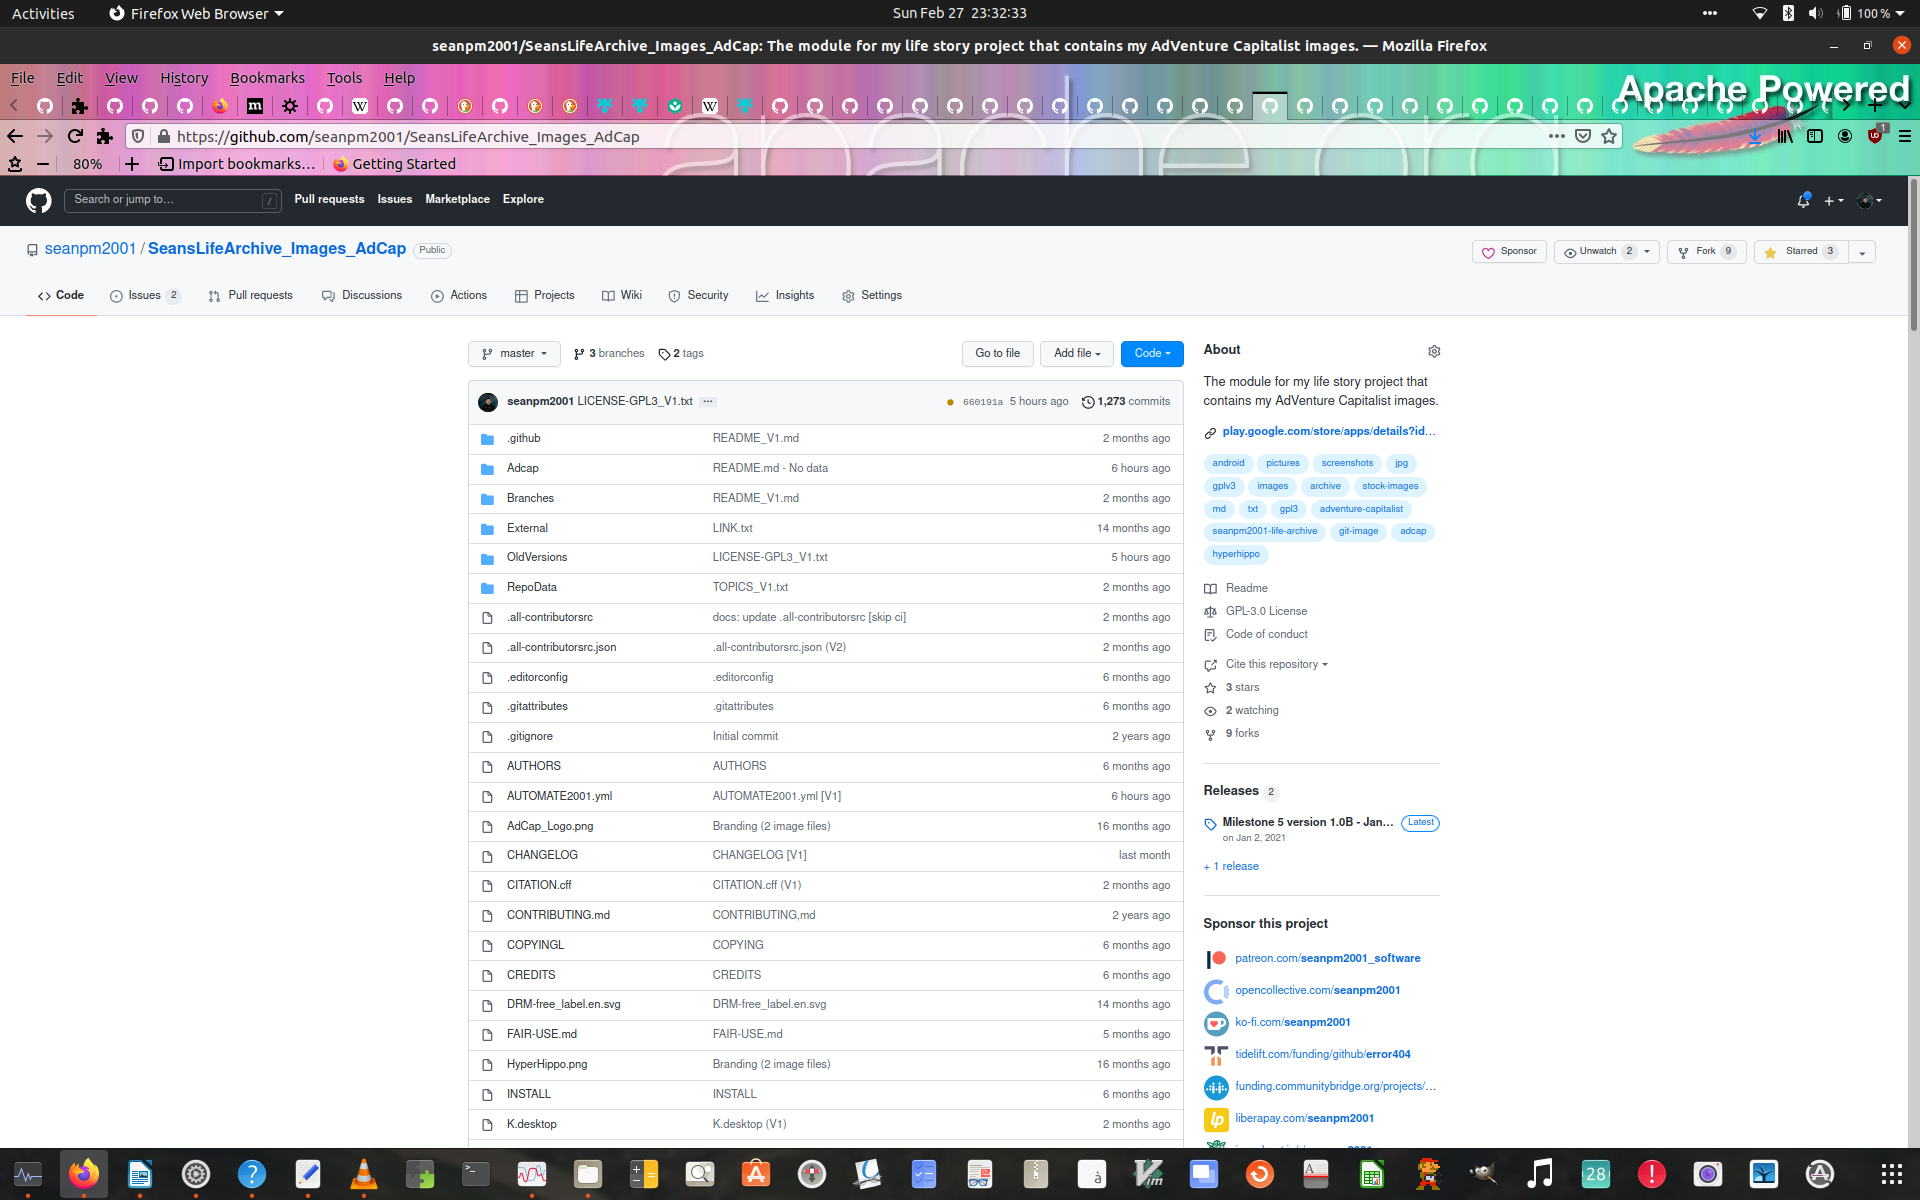 Activities Firefox Web Browser Sun Feb 27 23:32:33 100 %
seanpm2001/SeansLifeArchive_Images_AdCap: The module for my life story project that contains my AdVenture Capitalist images. — Mozilla Firefox
File Edit View History Bookmarks Tools Help
Apache Powered
https://github.com/seanpm2001/SeansLifeArchive_Images_AdCap
80% Import bookmarks... Getting Started
Search or jump to... / Pull requests Issues Marketplace Explore
seanpm2001 / SeansLifeArchive_Images_AdCap Public
Sponsor Unwatch 2 Fork 9 Starred 3
Code Issues 2 Pull requests Discussions Actions Projects Wiki Security Insights Settings
master 3 branches 2 tags Go to file Add file Code
seanpm2001 LICENSE-GPL3_V1.txt ... 660191a 5 hours ago 1,273 commits
.github README_V1.md 2 months ago
Adcap README.md - No data 6 hours ago
Branches README_V1.md 2 months ago
External LINK.txt 14 months ago
OldVersions LICENSE-GPL3_V1.txt 5 hours ago
RepoData TOPICS_V1.txt 2 months ago
.all-contributorsrc docs: update .all-contributorsrc [skip ci] 2 months ago
.all-contributorsrc.json .all-contributorsrc.json (V2) 2 months ago
.editorconfig .editorconfig 6 months ago
.gitattributes .gitattributes 6 months ago
.gitignore Initial commit 2 years ago
AUTHORS AUTHORS 6 months ago
AUTOMATE2001.yml AUTOMATE2001.yml [V1] 6 hours ago
AdCap_Logo.png Branding (2 image files) 16 months ago
CHANGELOG CHANGELOG [V1] last month
CITATION.cff CITATION.cff (V1) 2 months ago
CONTRIBUTING.md CONTRIBUTING,md 2 years ago
COPYINGL COPYING 6 months ago
CREDITS CREDITS 6 months ago
DRM-free_label.en.svg DRM-free_label.en.svg 14 months ago
FAIR-USE.md FAIR-USE.md 5 months ago
HyperHippo.png Branding (2 image files) 16 months ago
INSTALL INSTALL 6 months ago
K.desktop K.desktop (V1) 2 months ago
About
The module for my life story project that
contains my AdVenture Capitalist images.
play.google.com/store/apps/details?id...
android pictures screenshots jpg
gplv3 images archive stock-images
md txt gpl3 adventure-capitalist
seanpm2001-life-archive git-image adcap
hyperhippo
Readme
GPL-3.0 License
Code of conduct
Cite this repository
3 stars
2 watching
9 forks
Releases 2
Milestone 5 version 1.0B - Jan... Latest
on Jan 2, 2021
+ 1 release
Sponsor this project
patreon.com/seanpm2001_software
opencollective.com/seanpm2001
ko-fi.com/seanpm2001
tidelift.com/funding/github/error404
funding.communitybridge.org/projects/...
liberapay.com/seanpm2001
28